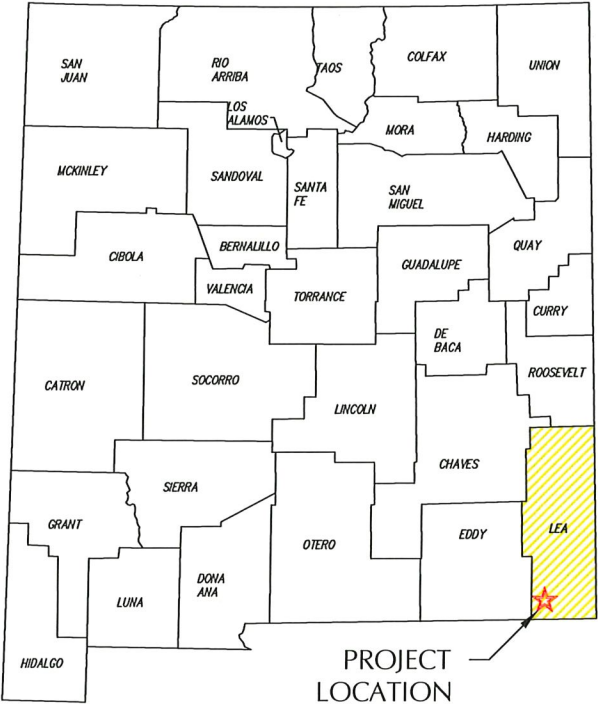 SAN
JUAN
RIO
ARRIBA
TAOS
COLFAX
UNION
LOS
ALAMOS
MORA
HARDING
MCKINLEY
SANDOVAL
SANTA
FE
SAN
MIGUEL
CIBOLA
BERNALILLO
QUAY
GUADALUPE
VALENCIA
TORRANCE
CURRY
DE
BACA
CATRON
SOCORRO
LINCOLN
ROOSEVELT
CHAVES
SIERRA
GRANT
OTERO
EDDY
LEA
LUNA
DONA
ANA
HIDALGO
PROJECT
LOCATION